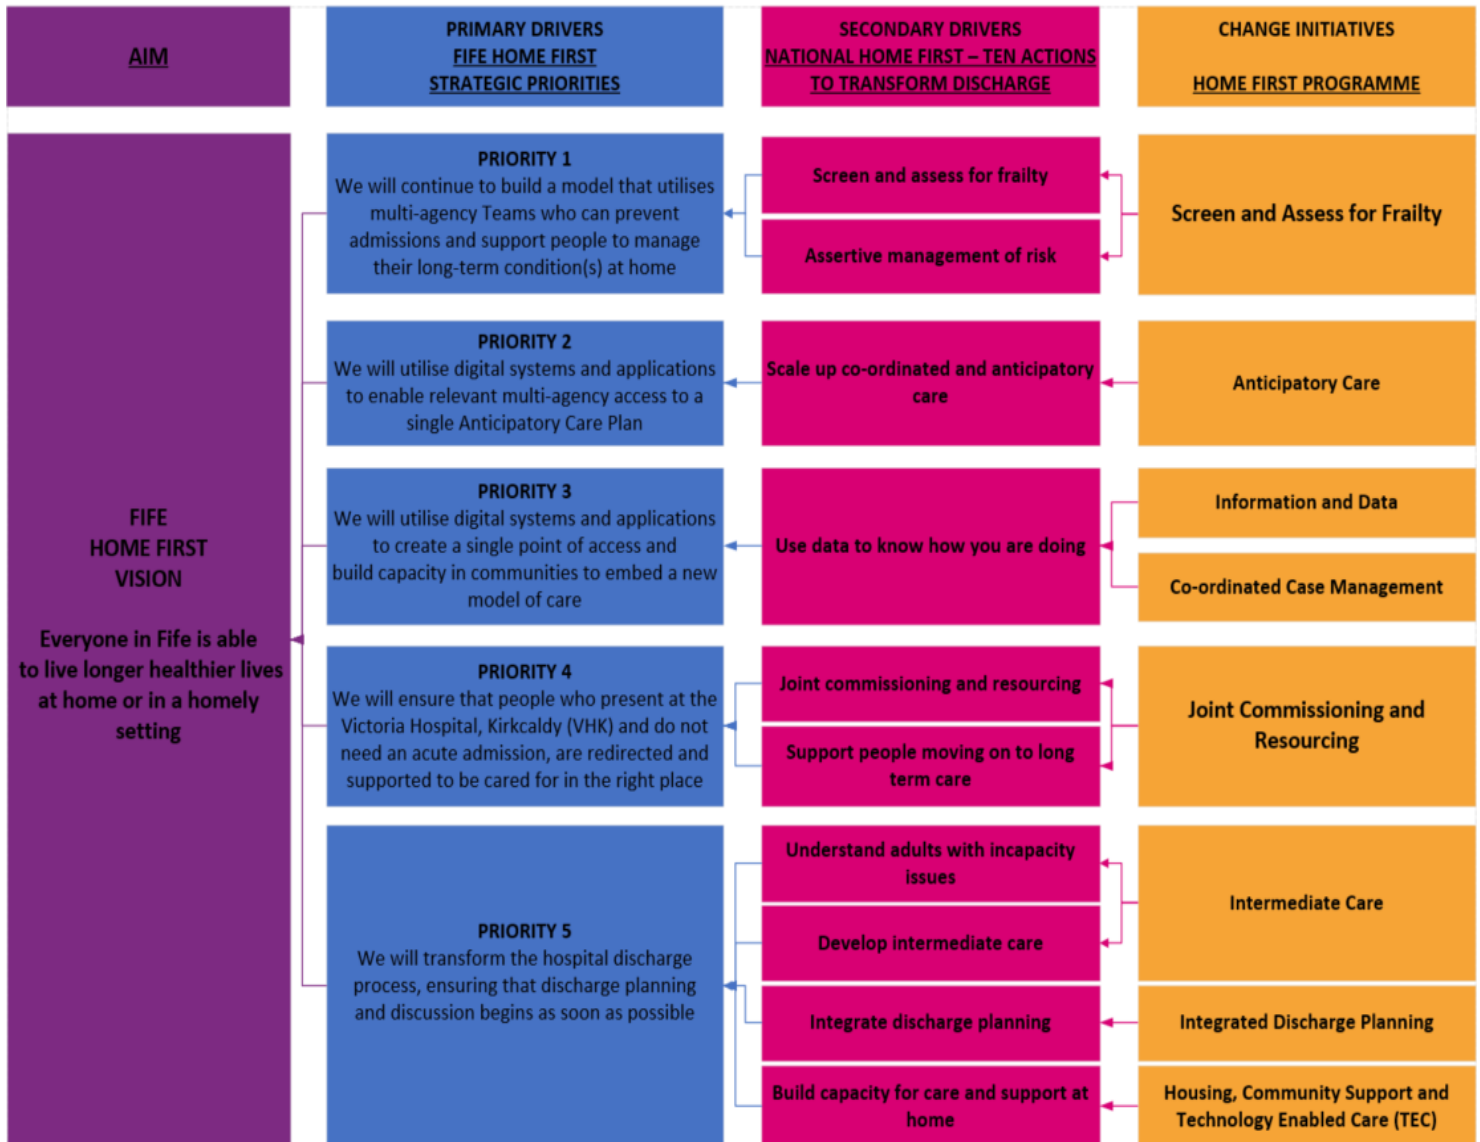 AIM
PRIMARY DRIVERS
FIFE HOME FIRST
STRATEGIC PRIORITIES
SECONDARY DRIVERS
NATIONAL HOME FIRST – TEN ACTIONS
TO TRANSFORM DISCHARGE
CHANGE INITIATIVES
HOME FIRST PROGRAMME
FIFE
HOME FIRST
VISION
Everyone in Fife is able
to live longer healthier lives
at home or in a homely
setting
PRIORITY 1
We will continue to build a model that utilises
multi-agency Teams who can prevent
admissions and support people to manage
their long-term condition(s) at home
Screen and assess for frailty
Assertive management of risk
Screen and Assess for Frailty
PRIORITY 2
We will utilise digital systems and applications
to enable relevant multi-agency access to a
single Anticipatory Care Plan
Scale up co-ordinated and anticipatory
care
Anticipatory Care
PRIORITY 3
We will utilise digital systems and applications
to create a single point of access and
build capacity in communities to embed a new
model of care
Use data to know how you are doing
Information and Data
Co-ordinated Case Management
PRIORITY 4
We will ensure that people who present at the
Victoria Hospital, Kirkcaldy (VHK) and do not
need an acute admission, are redirected and
supported to be cared for in the right place
Joint commissioning and resourcing
Support people moving on to long
term care
Joint Commissioning and
Resourcing
PRIORITY 5
We will transform the hospital discharge
process, ensuring that discharge planning
and discussion begins as soon as possible
Understand adults with incapacity
issues
Develop intermediate care
Integrate discharge planning
Build capacity for care and support at
home
Intermediate Care
Integrated Discharge Planning
Housing, Community Support and
Technology Enabled Care (TEC)